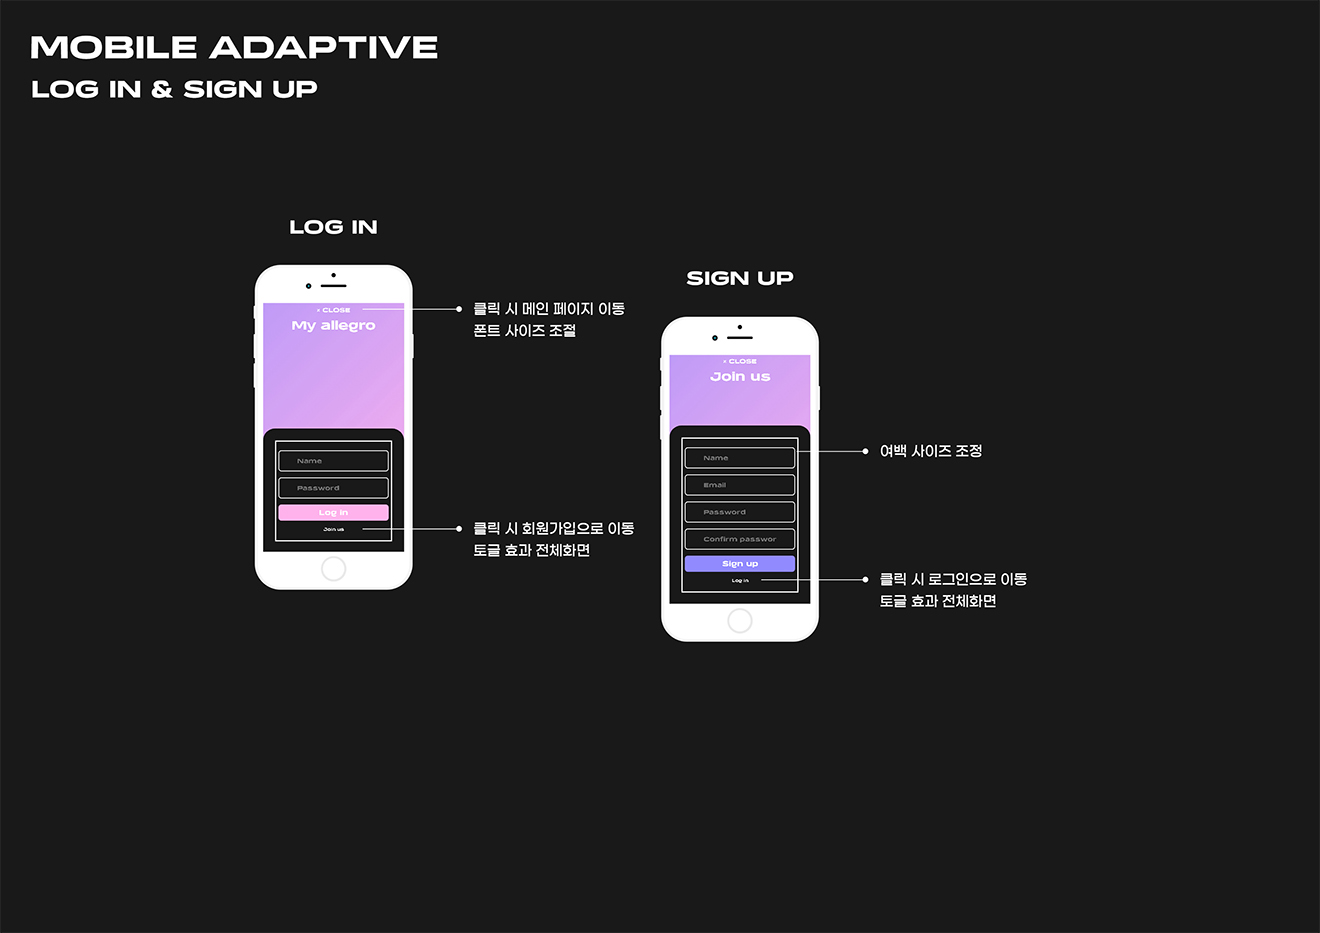 MOBILE ADAPTIVE
LOG IN & SIGN UP
LOG IN
CLOSE
My allegro
Name
Password
Log in
Join us
클릭 시 메인 페이지 이동
폰트 사이즈 조절
클릭 시 회원가입으로 이동
토글 효과 전체화면
SIGN UP
CLOSE
Join us
Name
Email
Password
Confirm passwor
Sign up
Log in
여백 사이즈 조정
클릭 시 로그인으로 이동
토글 효과 전체화면